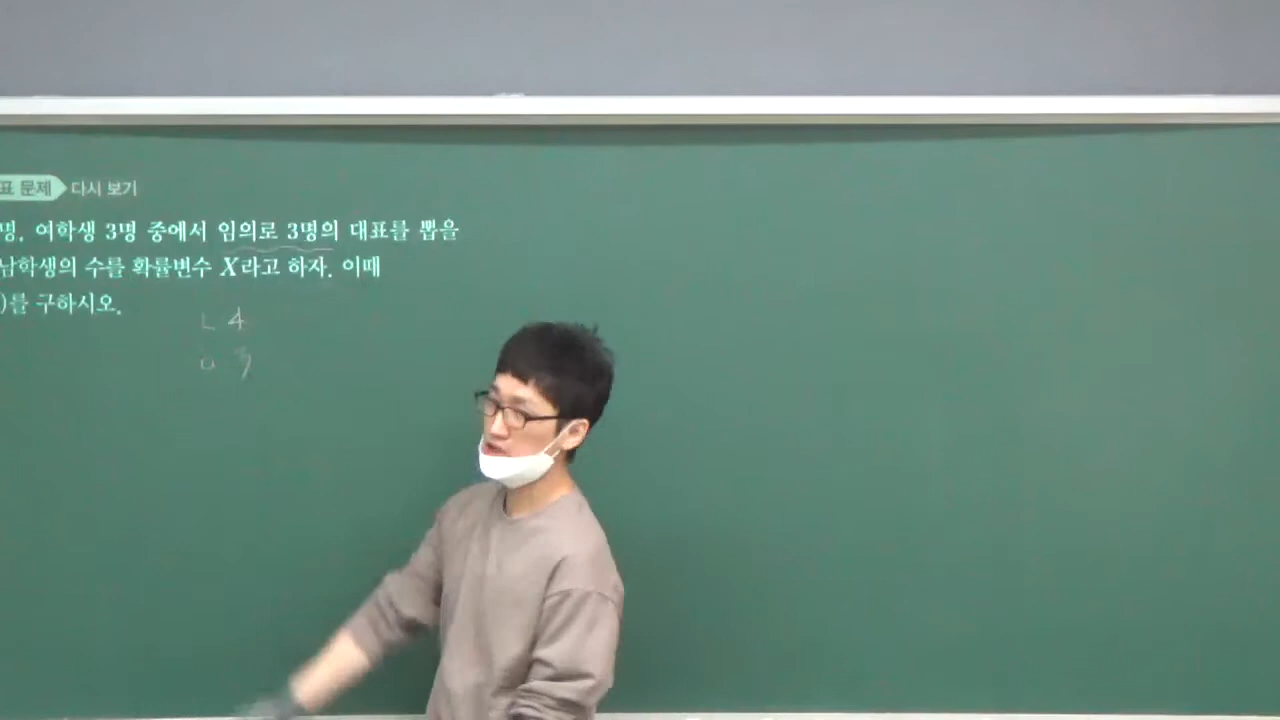 표 문제 다시 보기
명, 여학생 3명 중에서 임의로 3명의 대표를 뽑을
남학생의 수를 확률변수 X라고 하자. 이때
)를 구하시오.
ㄴ 4
ㅇ 3